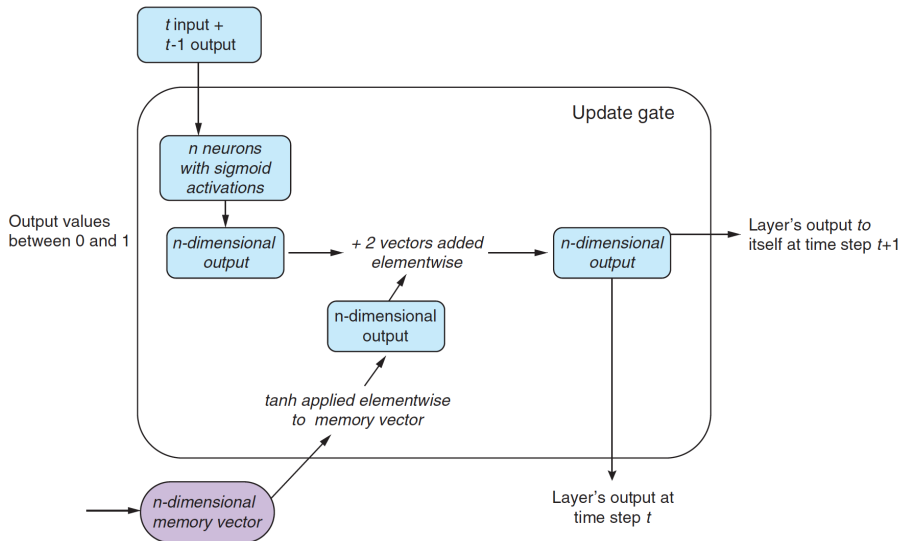 t input +
t-1 output
Update gate
n neurons
with sigmoid
activations
Output values
between 0 and 1
n-dimensional
output
+ 2 vectors added
elementwise
n-dimensional
output
Layer's output to
itself at time step t+1
n-dimensional
output
tanh applied elementwise
to memory vector
n-dimensional
memory vector
Layer's output at
time step t